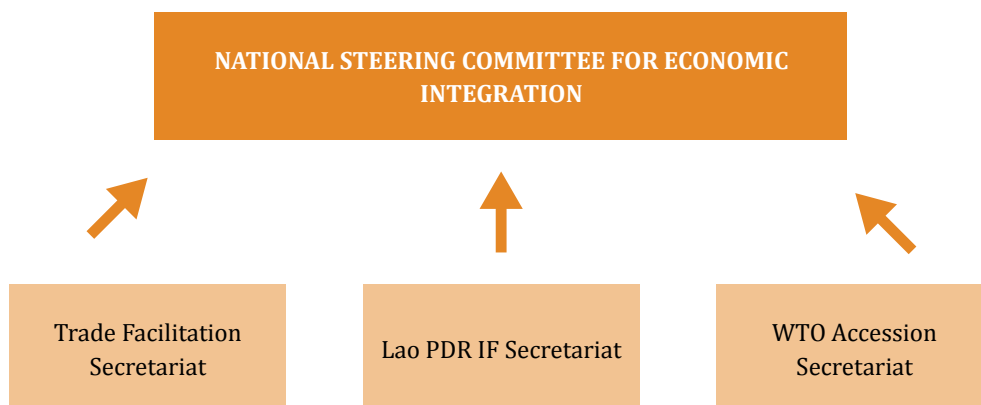 NATIONAL STEERING COMMITTEE FOR ECONOMIC
INTEGRATION
Trade Facilitation
Secretariat
Lao PDR IF Secretariat
WTO Accession
Secretariat